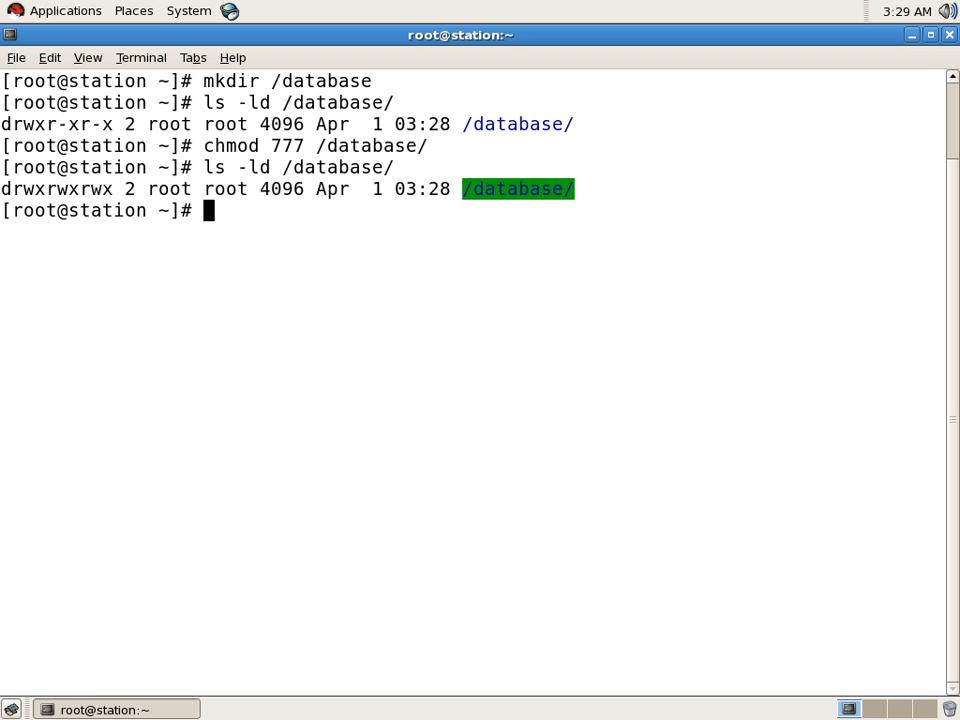 Applications Places System 3:29 AM
root@station:~
File Edit View Terminal Tabs Help
[root@station ~]# mkdir /database
[root@station ~]# ls -ld /database/
drwxr-xr-x 2 root root 4096 Apr  1 03:28 /database/
[root@station ~]# chmod 777 /database/
[root@station ~]# ls -ld /database/
drwxrwxrwx 2 root root 4096 Apr  1 03:28 /database/
[root@station ~]#
root@station:~